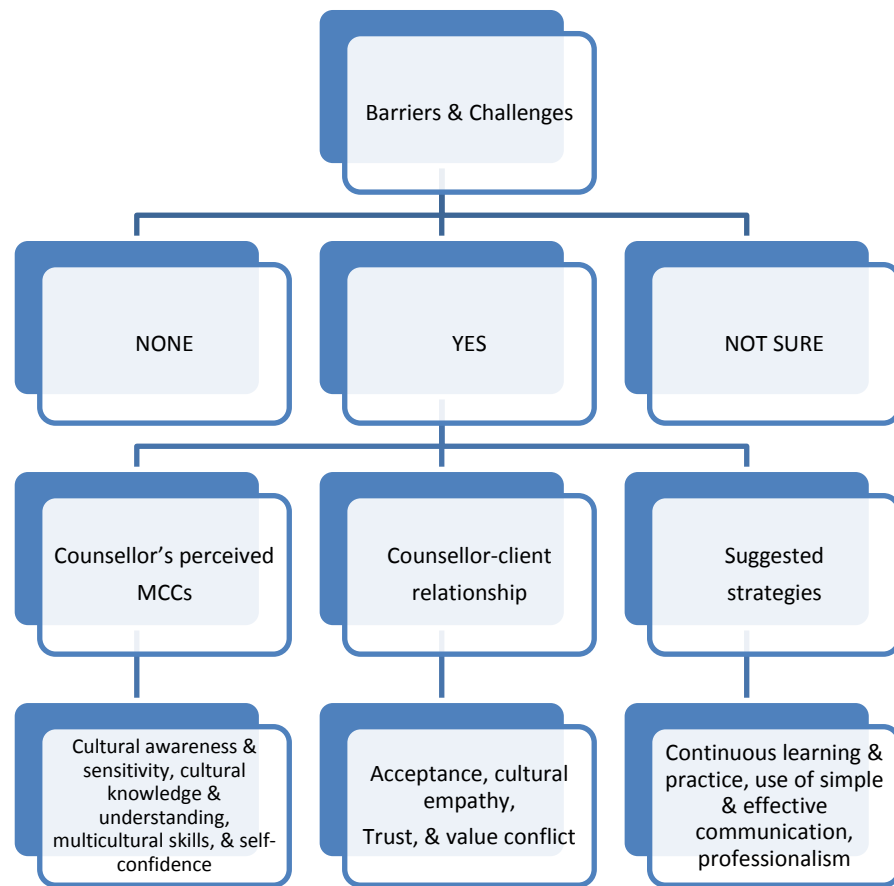 Barriers & Challenges
NONE
YES
NOT SURE
Counsellor’s perceived
MCCs
Counsellor-client
relationship
Suggested
strategies
Cultural awareness &
sensitivity, cultural
knowledge &
understanding,
multicultural skills, & self-
confidence
Acceptance, cultural
empathy,
Trust, & value conflict
Continuous learning &
practice, use of simple
& effective
communication,
professionalism